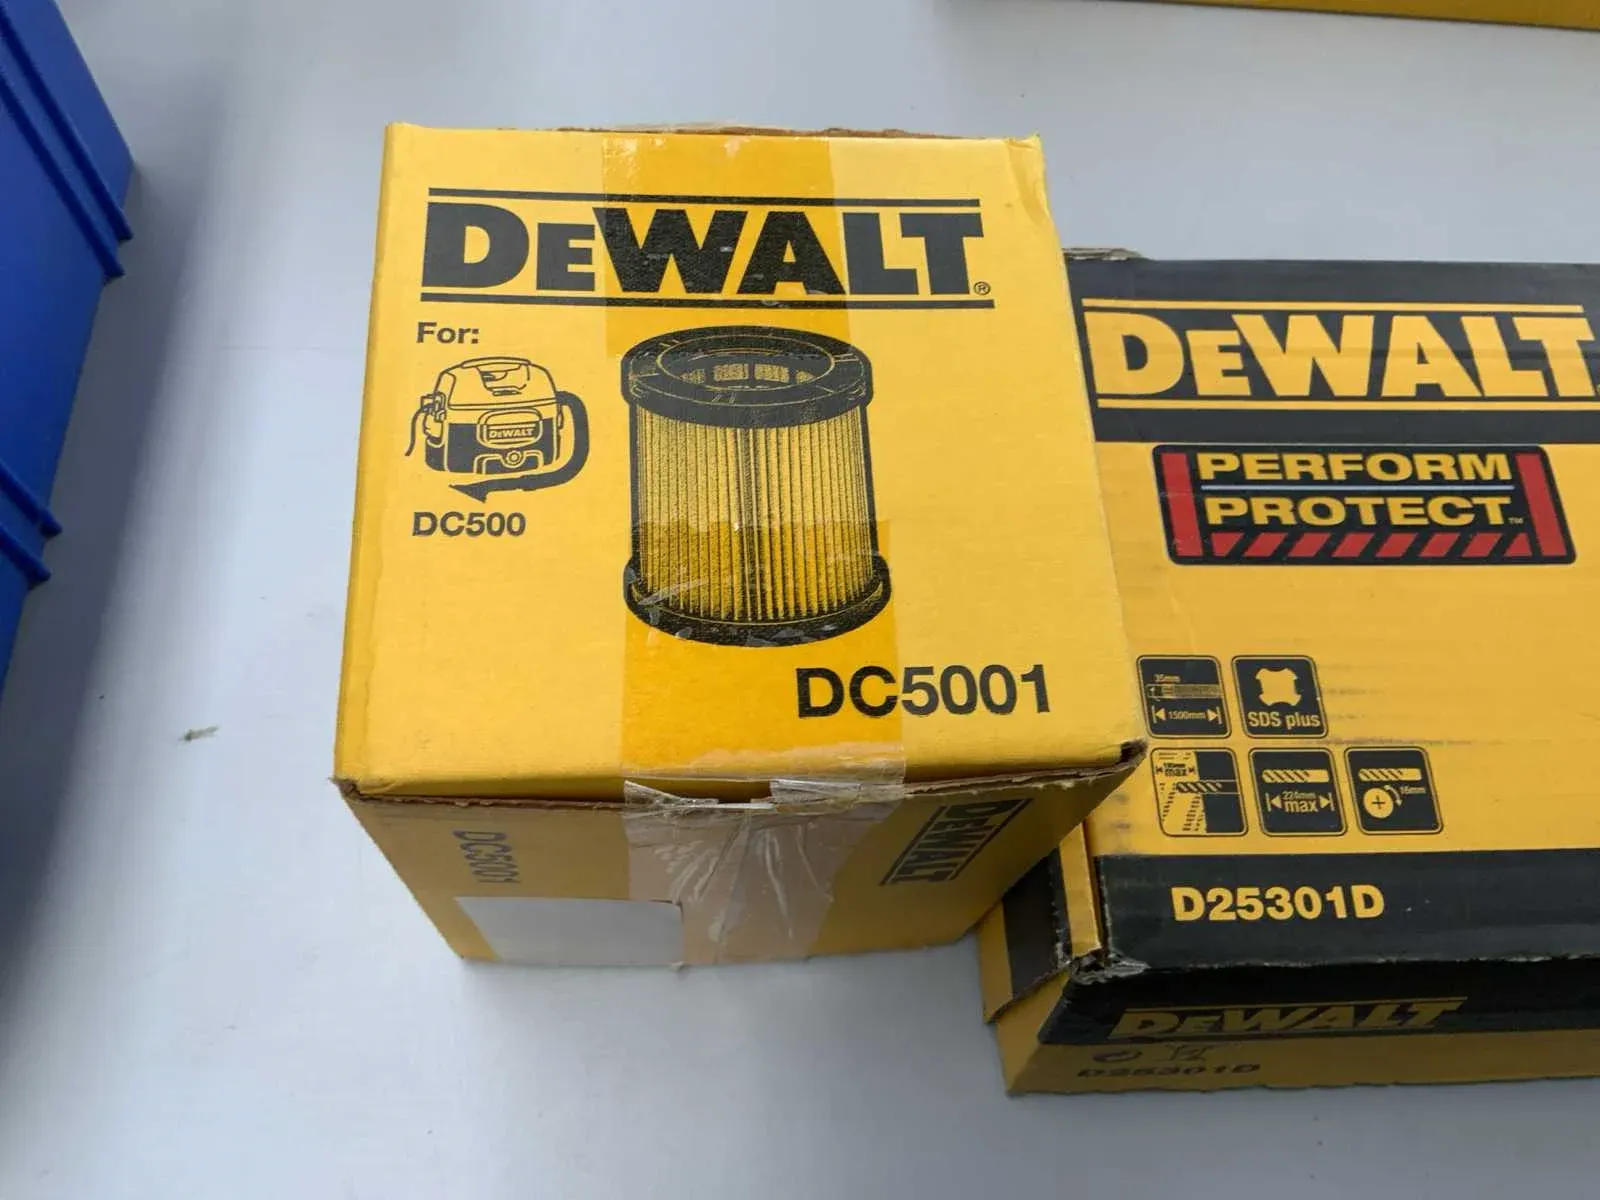 DEWALT®
For:
DEWALT
DC500
DC5001
DC5001
DEWALT
DEWALT
PERFORM
PROTECT™
35mm
1500mm
SDS plus
max
224mm
max
16mm
D25301D
DEWALT
D25301D